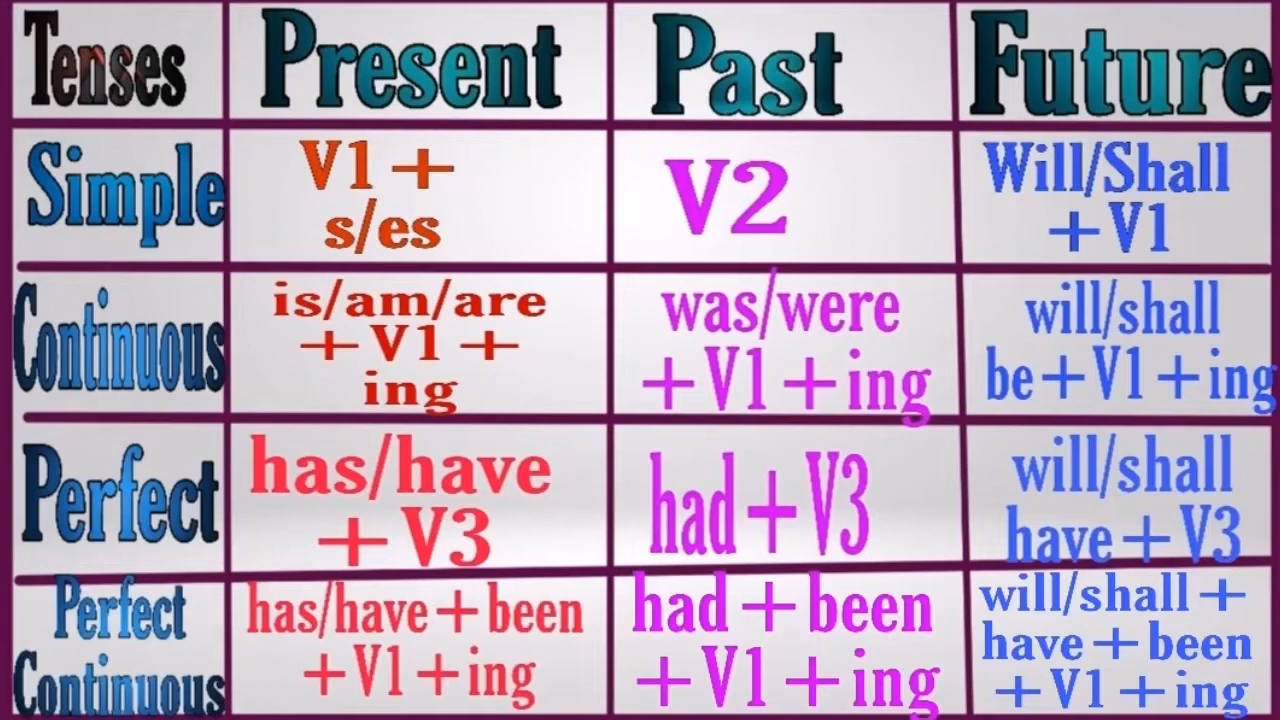 Tenses Present Past Future
Simple
V1 +
s/es
V2
Will/Shall
+ V1
Continuous
is/am/are
+ V1 +
ing
was/were
+ V1 + ing
will/shall
be + V1 + ing
Perfect
has/have
+ V3
had + V3
will/shall
have + V3
Perfect
Continuous
has/have + been
+ V1 + ing
had + been
+ V1 + ing
will/shall +
have + been
+ V1 + ing